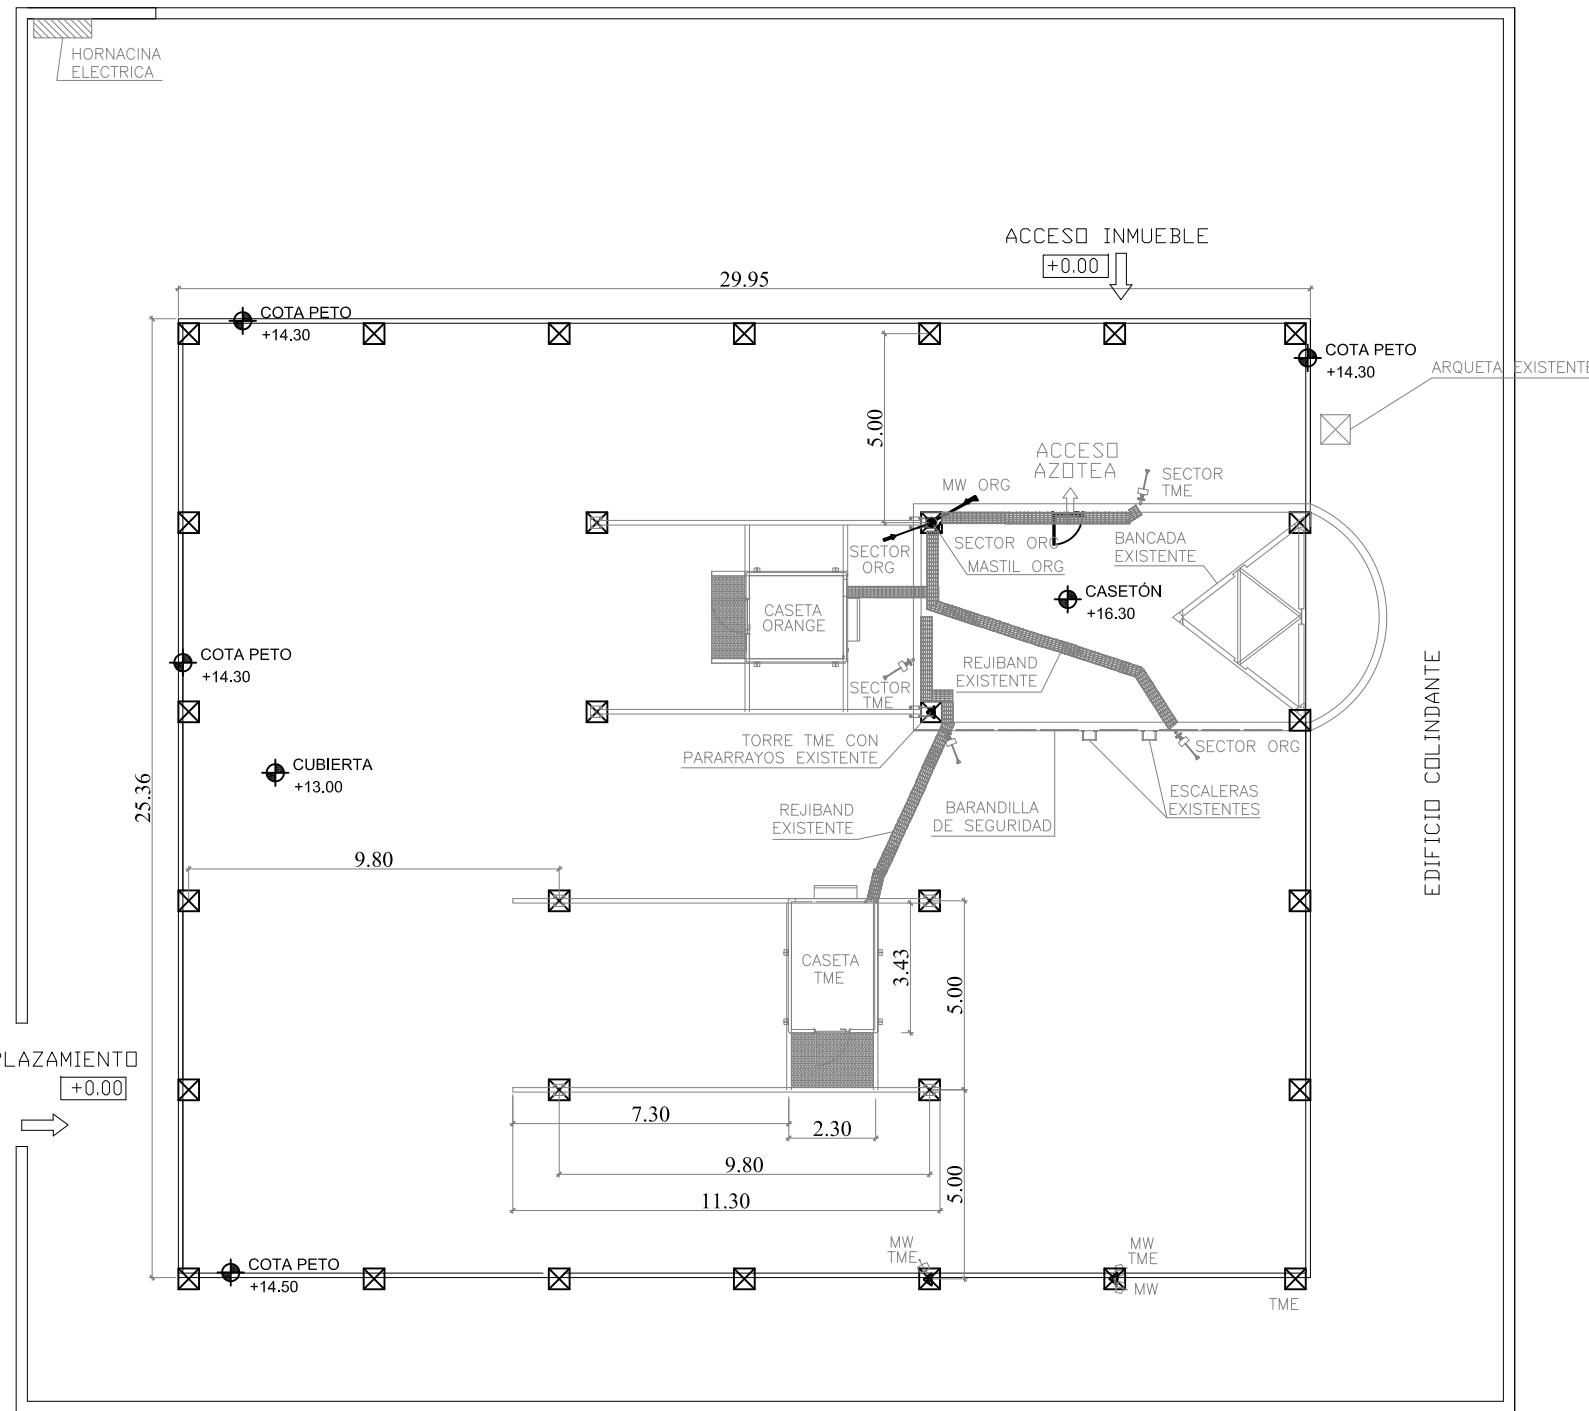 HORNACINA
ELECTRICA
ACCESO INMUEBLE
+0.00
29.95
COTA PETO
+14.30
COTA PETO
+14.30
ARQUETA EXISTENTE
5.00
ACCESO
AZOTEA
SECTOR
TME
MW ORG
SECTOR
ORG
SECTOR ORG
MASTIL ORG
BANCADA
EXISTENTE
CASETÓN
+16.30
CASETA
ORANGE
COTA PETO
+14.30
REJIBAND
EXISTENTE
SECTOR
TME
TORRE TME CON
PARARRAYOS EXISTENTE
SECTOR ORG
EDIFICIO COLINDANTE
CUBIERTA
+13.00
25.36
REJIBAND
EXISTENTE
BARANDILLA
DE SEGURIDAD
ESCALERAS
EXISTENTES
9.80
CASETA
TME
3.43
5.00
PLAZAMIENTO
+0.00
7.30
2.30
9.80
5.00
11.30
MW
TME
MW
TME
MW
TME
COTA PETO
+14.50